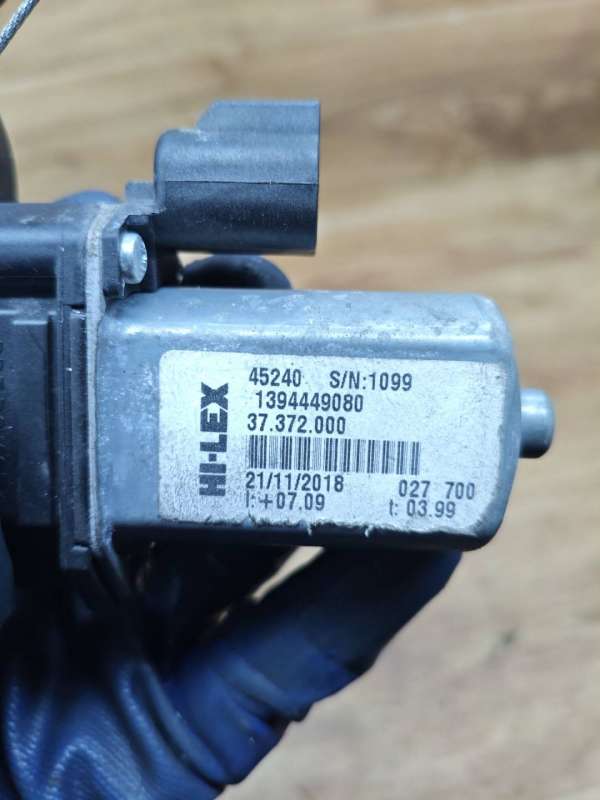 HI-LEX
45240 S/N:1099
1394449080
37.372.000
21/11/2018 027 700
I:+07.09 t: 03.99